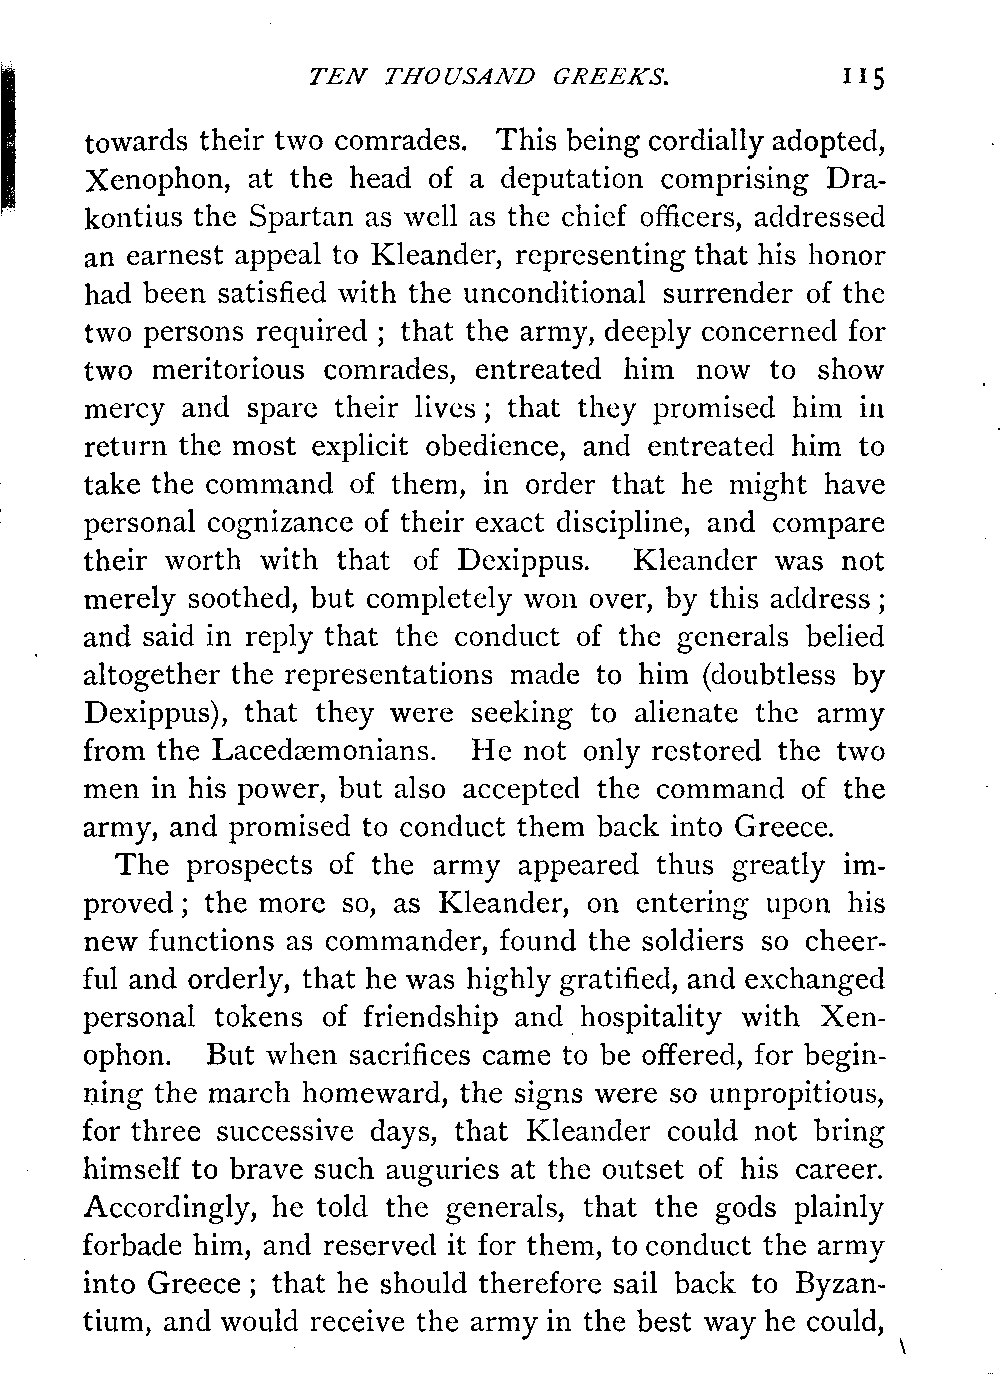 TEN THOUSAND GREEKS. 115
towards their two comrades. This being cordially adopted,
Xenophon, at the head of a deputation comprising Dra-
kontius the Spartan as well as the chief officers, addressed
an earnest appeal to Kleander, representing that his honor
had been satisfied with the unconditional surrender of the
two persons required ; that the army, deeply concerned for
two meritorious comrades, entreated him now to show
mercy and spare their lives ; that they promised him in
return the most explicit obedience, and entreated him to
take the command of them, in order that he might have
personal cognizance of their exact discipline, and compare
their worth with that of Dexippus. Kleander was not
merely soothed, but completely won over, by this address ;
and said in reply that the conduct of the generals belied
altogether the representations made to him (doubtless by
Dexippus), that they were seeking to alienate the army
from the Lacedæmonians. He not only restored the two
men in his power, but also accepted the command of the
army, and promised to conduct them back into Greece.
The prospects of the army appeared thus greatly im-
proved ; the more so, as Kleander, on entering upon his
new functions as commander, found the soldiers so cheer-
ful and orderly, that he was highly gratified, and exchanged
personal tokens of friendship and hospitality with Xen-
ophon. But when sacrifices came to be offered, for begin-
ning the march homeward, the signs were so unpropitious,
for three successive days, that Kleander could not bring
himself to brave such auguries at the outset of his career.
Accordingly, he told the generals, that the gods plainly
forbade him, and reserved it for them, to conduct the army
into Greece ; that he should therefore sail back to Byzan-
tium, and would receive the army in the best way he could,